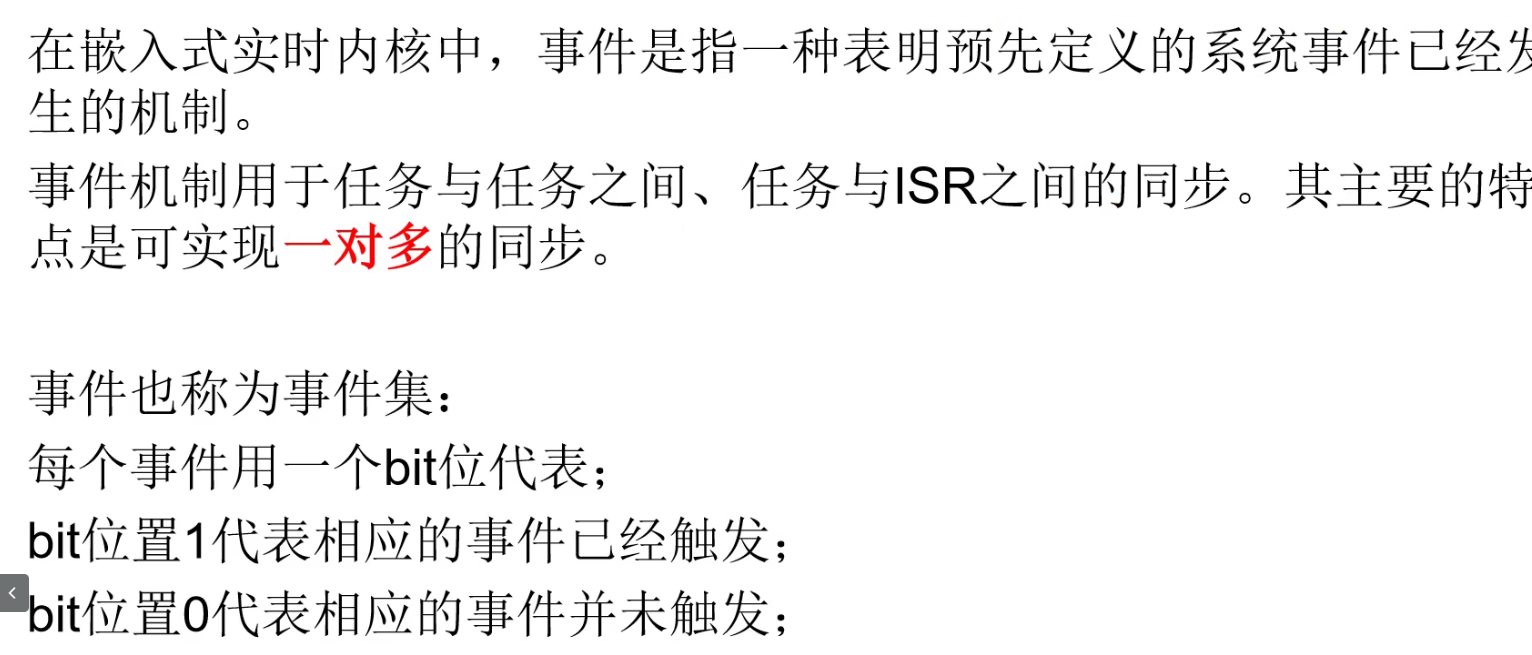 在嵌入式实时内核中，事件是指一种表明预先定义的系统事件已经发
生的机制。
事件机制用于任务与任务之间、任务与ISR之间的同步。其主要的特
点是可实现一对多的同步。
事件也称为事件集：
每个事件用一个bit位代表；
bit位置1代表相应的事件已经触发；
bit位置0代表相应的事件并未触发；